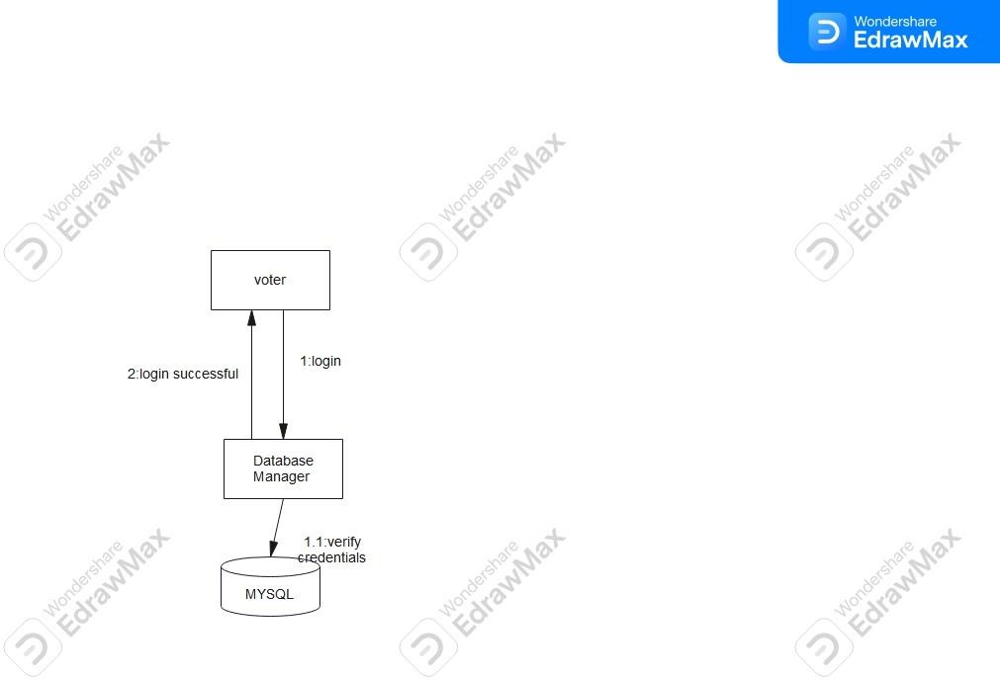 Wondershare
EdrawMax
Wondershare
EdrawMax
Wondershare
EdrawMax
Wondershare
EdrawMax
voter
1:login
2:login successful
Database
Manager
1.1:verify
credentials
MYSQL
Wondershare
EdrawMax
Wondershare
EdrawMax
Wondershare
EdrawMax